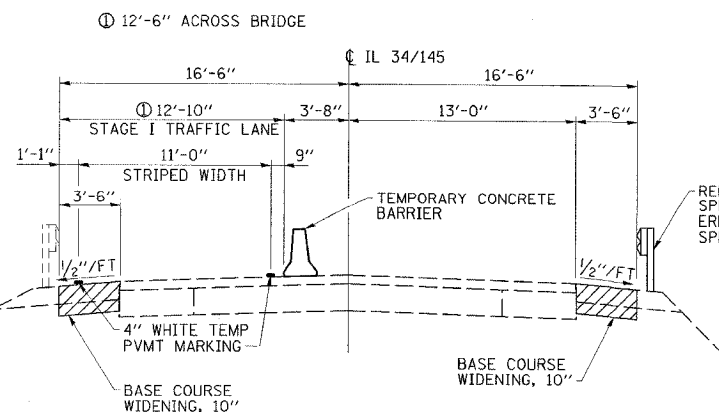 ① 12'-6" ACROSS BRIDGE
℄ IL 34/145
16'-6"
16'-6"
① 12'-10"
3'-8"
13'-0"
3'-6"
STAGE I TRAFFIC LANE
1'-1"
11'-0"
9"
STRIPED WIDTH
3'-6"
TEMPORARY CONCRETE
BARRIER
1/2"/FT
1/2"/FT
4" WHITE TEMP
PVMT MARKING
BASE COURSE
WIDENING, 10"
BASE COURSE
WIDENING, 10"